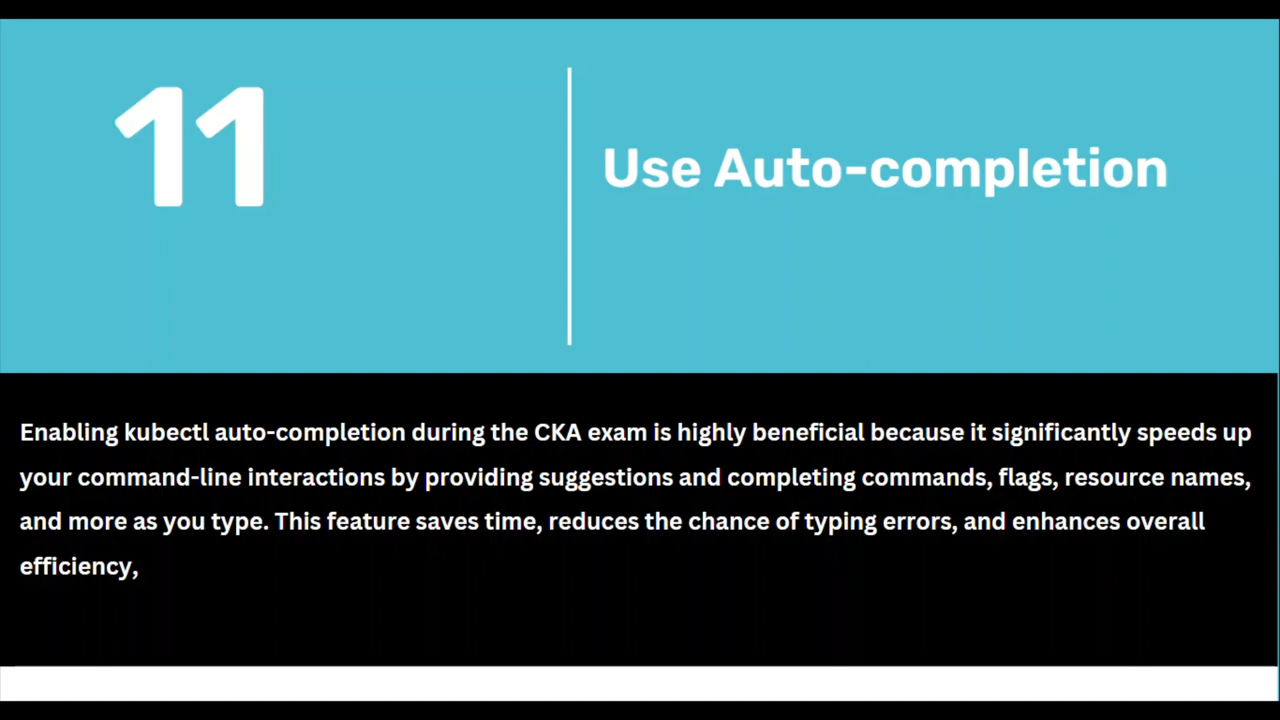 11
Use Auto-completion
Enabling kubectl auto-completion during the CKA exam is highly beneficial because it significantly speeds up
your command-line interactions by providing suggestions and completing commands, flags, resource names,
and more as you type. This feature saves time, reduces the chance of typing errors, and enhances overall
efficiency,